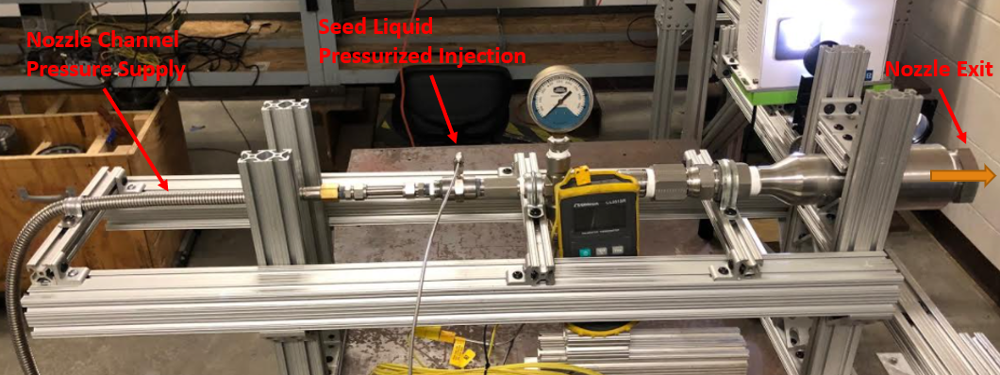 Nozzle Channel
Pressure Supply
Seed Liquid
Pressurized Injection
Nozzle Exit